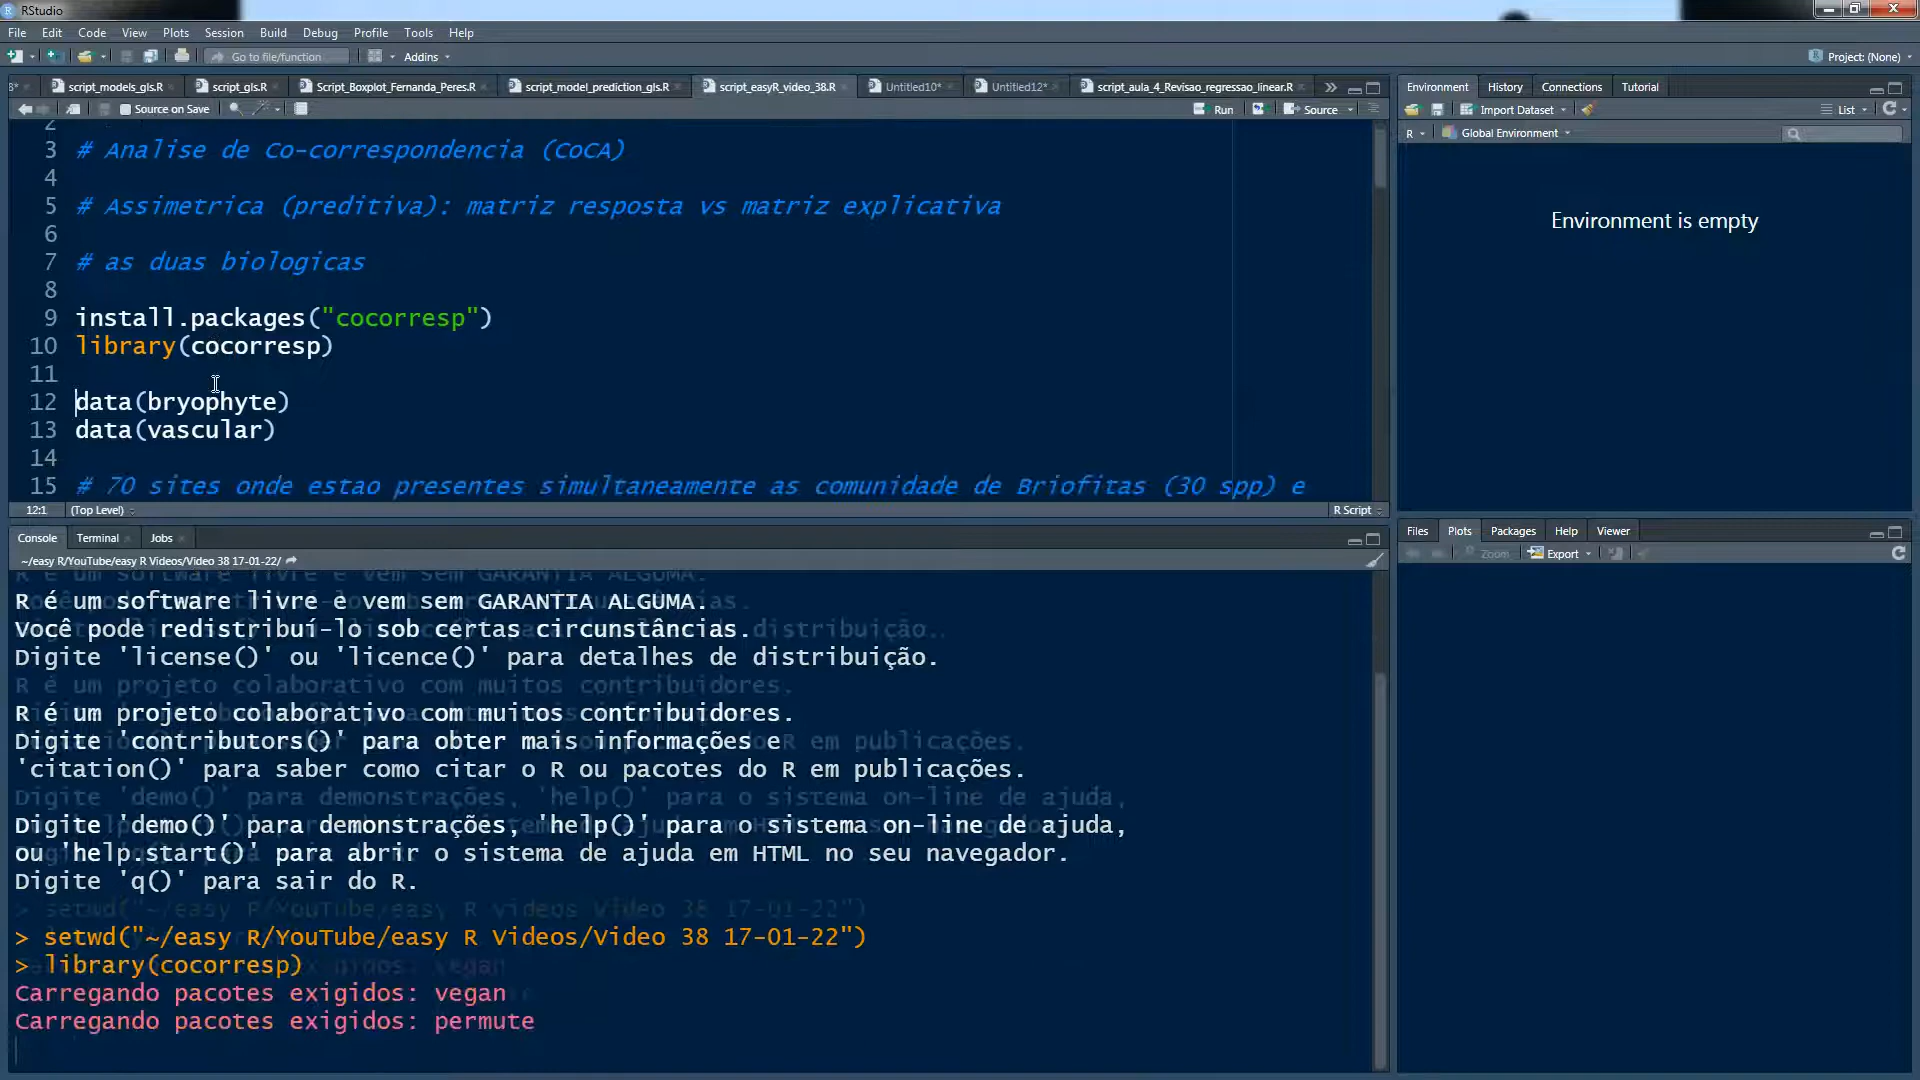 RStudio
File Edit Code View Plots Session Build Debug Profile Tools Help
Go to file/function Addins Project: (None)
script_models_gls.R script_gls.R Script_Boxplot_Fernanda_Peres.R script_model_prediction_gls.R script_easyR_video_38.R Untitled10* Untitled12* script_aula_4_Revisao_regressao_linear.R
Source on Save Run Source
2
3 # Analise de Co-correspondencia (CoCA)
4
5 # Assimetrica (preditiva): matriz resposta vs matriz explicativa
6
7 # as duas biologicas
8
9 install.packages("cocorresp")
10 library(cocorresp)
11
12 data(bryophyte)
13 data(vascular)
14
15 # 70 sites onde estao presentes simultaneamente as comunidade de Briofitas (30 spp) e
12:1 (Top Level) R Script
Console Terminal Jobs
~/easy R/YouTube/easy R Videos/Video 38 17-01-22/
R é um software livre e vem sem GARANTIA ALGUMA.
Você pode redistribuí-lo sob certas circunstâncias.
Digite 'license()' ou 'licence()' para detalhes de distribuição.
R é um projeto colaborativo com muitos contribuidores.
Digite 'contributors()' para obter mais informações e
'citation()' para saber como citar o R ou pacotes do R em publicações.
Digite 'demo()' para demonstrações, 'help()' para o sistema on-line de ajuda,
ou 'help.start()' para abrir o sistema de ajuda em HTML no seu navegador.
Digite 'q()' para sair do R.
> setwd("~/easy R/YouTube/easy R Videos/Video 38 17-01-22")
> library(cocorresp)
Carregando pacotes exigidos: vegan
Carregando pacotes exigidos: permute
Environment History Connections Tutorial
Import Dataset List
R Global Environment
Environment is empty
Files Plots Packages Help Viewer
Zoom Export